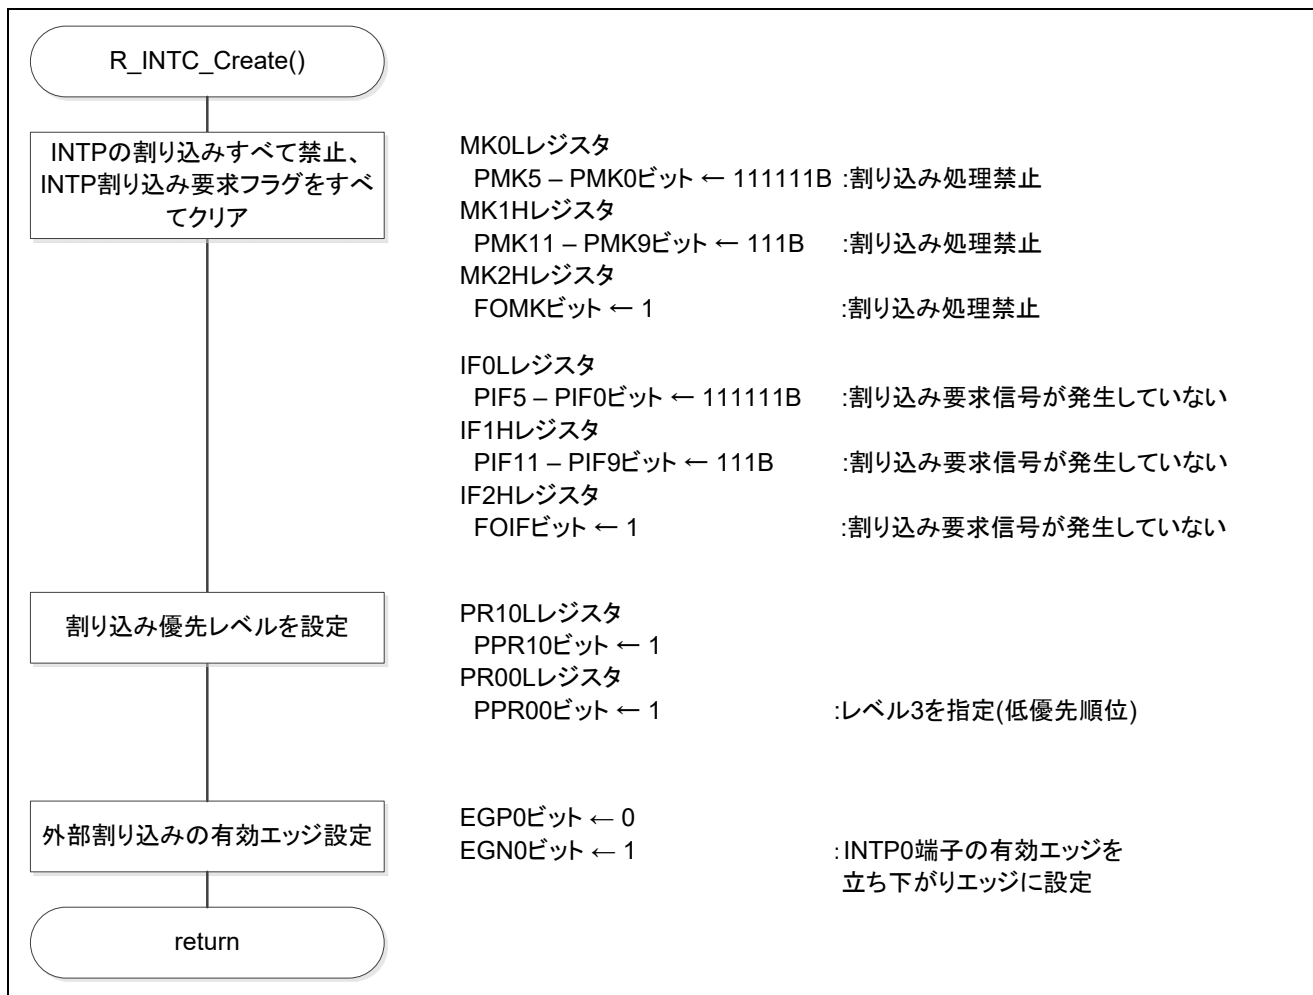 R_INTC_Create()
INTPの割り込みすべて禁止、
INTP割り込み要求フラグをすべ
てクリア
MK0Lレジスタ
PMK5 – PMK0ビット ← 111111B :割り込み処理禁止
MK1Hレジスタ
PMK11 – PMK9ビット ← 111B :割り込み処理禁止
MK2Hレジスタ
FOMKビット ← 1 :割り込み処理禁止
IF0Lレジスタ
PIF5 – PIF0ビット ← 111111B :割り込み要求信号が発生していない
IF1Hレジスタ
PIF11 – PIF9ビット ← 111B :割り込み要求信号が発生していない
IF2Hレジスタ
FOIFビット ← 1 :割り込み要求信号が発生していない
割り込み優先レベルを設定
PR10Lレジスタ
PPR10ビット ← 1
PR00Lレジスタ
PPR00ビット ← 1 :レベル3を指定(低優先順位)
外部割り込みの有効エッジ設定
EGP0ビット ← 0
EGN0ビット ← 1 :INTP0端子の有効エッジを
立ち下がりエッジに設定
return